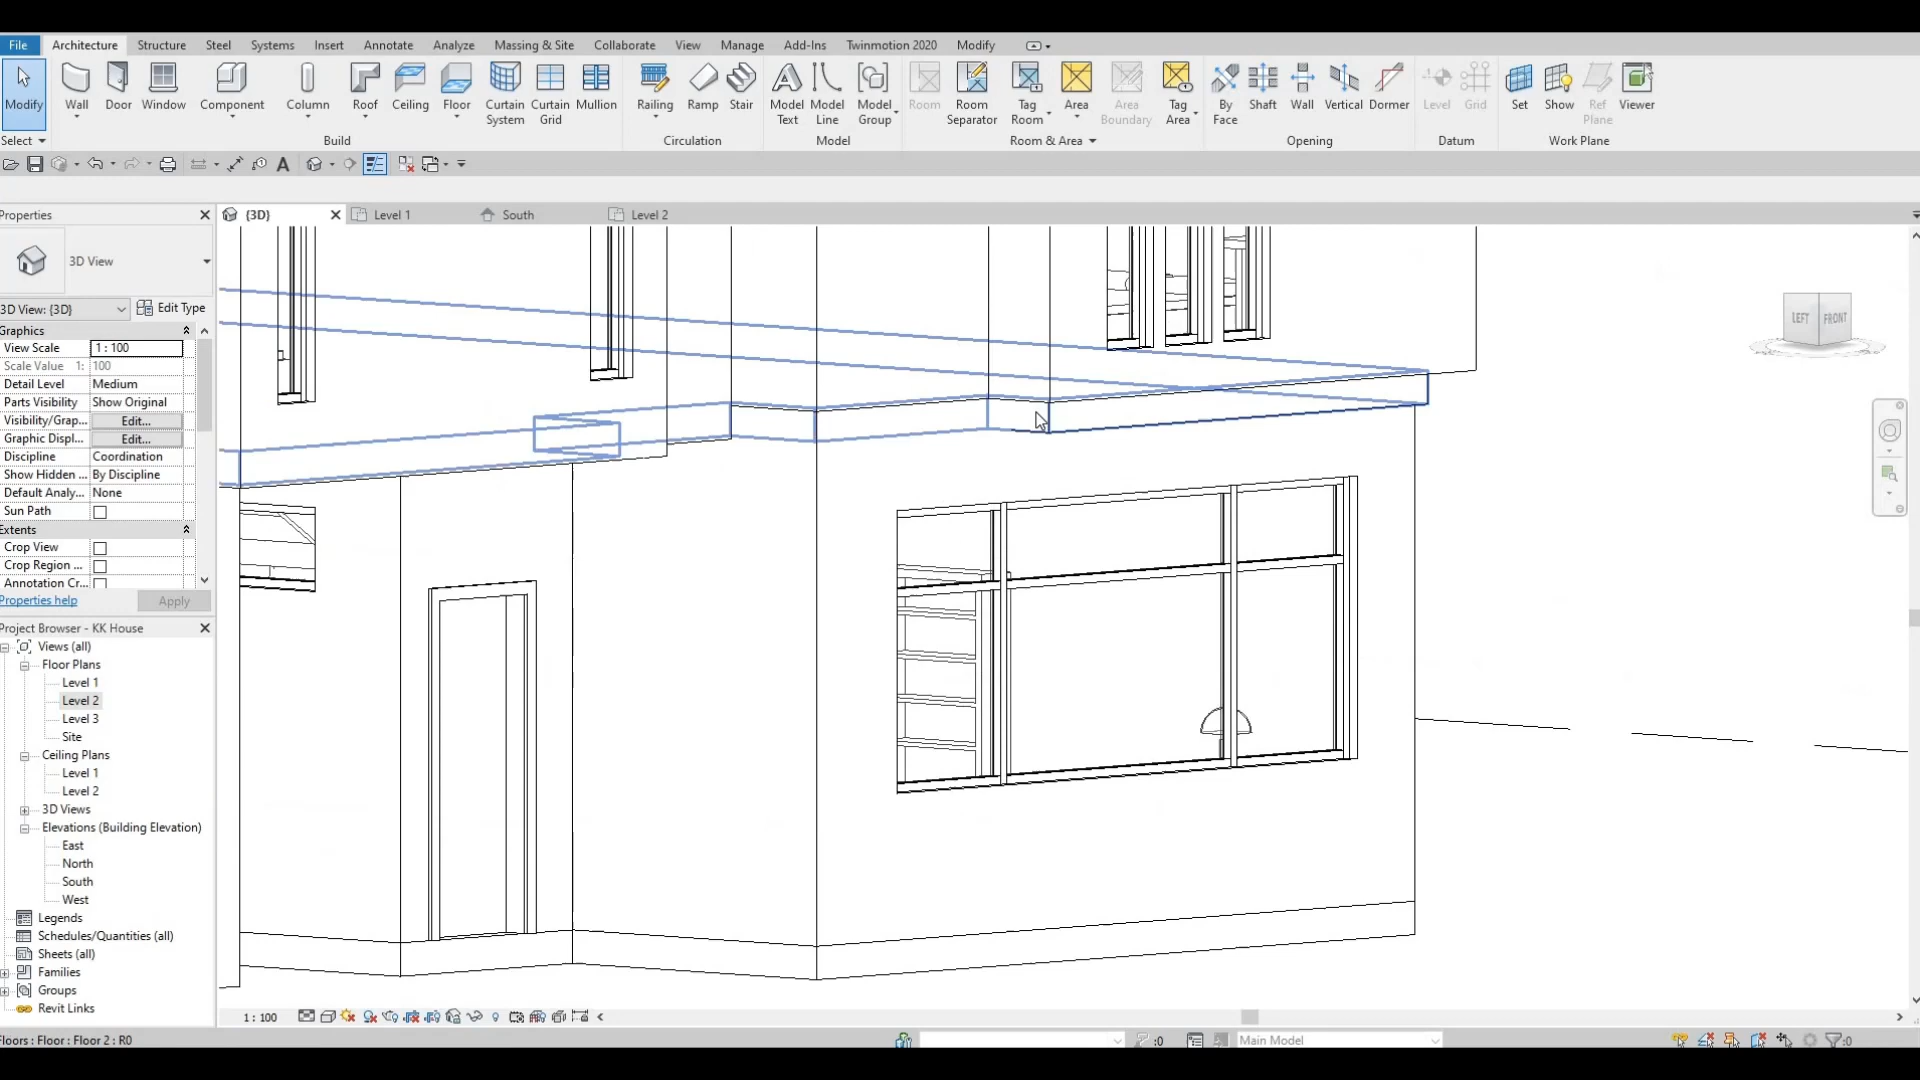 File Architecture Structure Steel Systems Insert Annotate Analyze Massing & Site Collaborate View Manage Add-Ins Twinmotion 2020 Modify
Modify Wall Door Window Component Column Roof Ceiling Floor Curtain System Curtain Grid Mullion Railing Ramp Stair Model Text Model Line Model Group Room Room Separator Tag Room Area Area Boundary Tag Area By Face Shaft Wall Vertical Dormer Level Grid Set Show Ref Plane Viewer
Select Build Circulation Model Room & Area Opening Datum Work Plane
Properties
{3D} Level 1 South Level 2
3D View
3D View: {3D} Edit Type
Graphics
View Scale 1 : 100
Scale Value 1: 100
Detail Level Medium
Parts Visibility Show Original
Visibility/Grap... Edit...
Graphic Displ... Edit...
Discipline Coordination
Show Hidden ... By Discipline
Default Analy... None
Sun Path
Extents
Crop View
Crop Region ...
Annotation Cr...
Properties help Apply
LEFT FRONT
Project Browser - KK House
Views (all)
Floor Plans
Level 1
Level 2
Level 3
Site
Ceiling Plans
Level 1
Level 2
3D Views
Elevations (Building Elevation)
East
North
South
West
Legends
Schedules/Quantities (all)
Sheets (all)
Families
Groups
Revit Links
1 : 100
Floors : Floor : Floor 2 : R0
:0
Main Model
:0